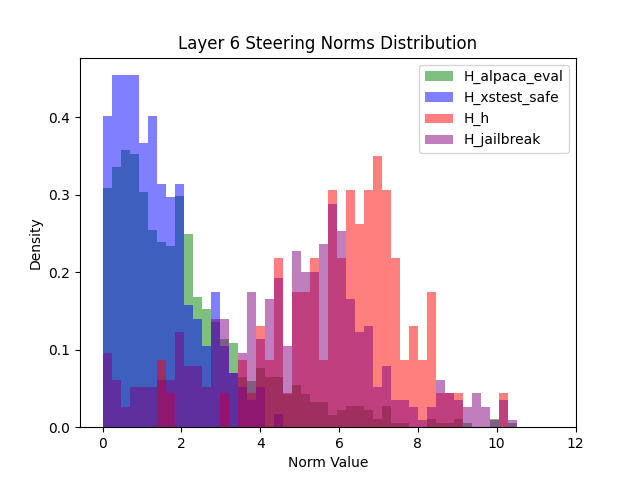 Layer 6 Steering Norms Distribution
H_alpaca_eval
H_xstest_safe
H_h
H_jailbreak
Density
0.4
0.3
0.2
0.1
0.0
0
2
4
6
8
10
12
Norm Value